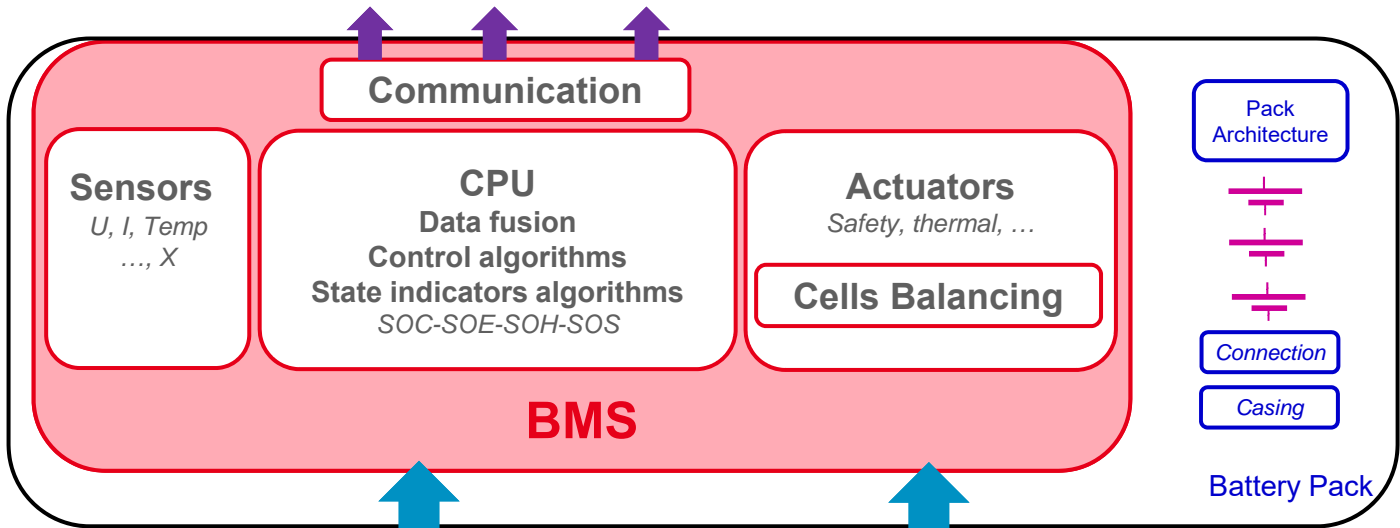 Communication
Sensors
U, I, Temp
…, X
CPU
Data fusion
Control algorithms
State indicators algorithms
SOC-SOE-SOH-SOS
Actuators
Safety, thermal, …
Cells Balancing
BMS
Pack
Architecture
Connection
Casing
Battery Pack